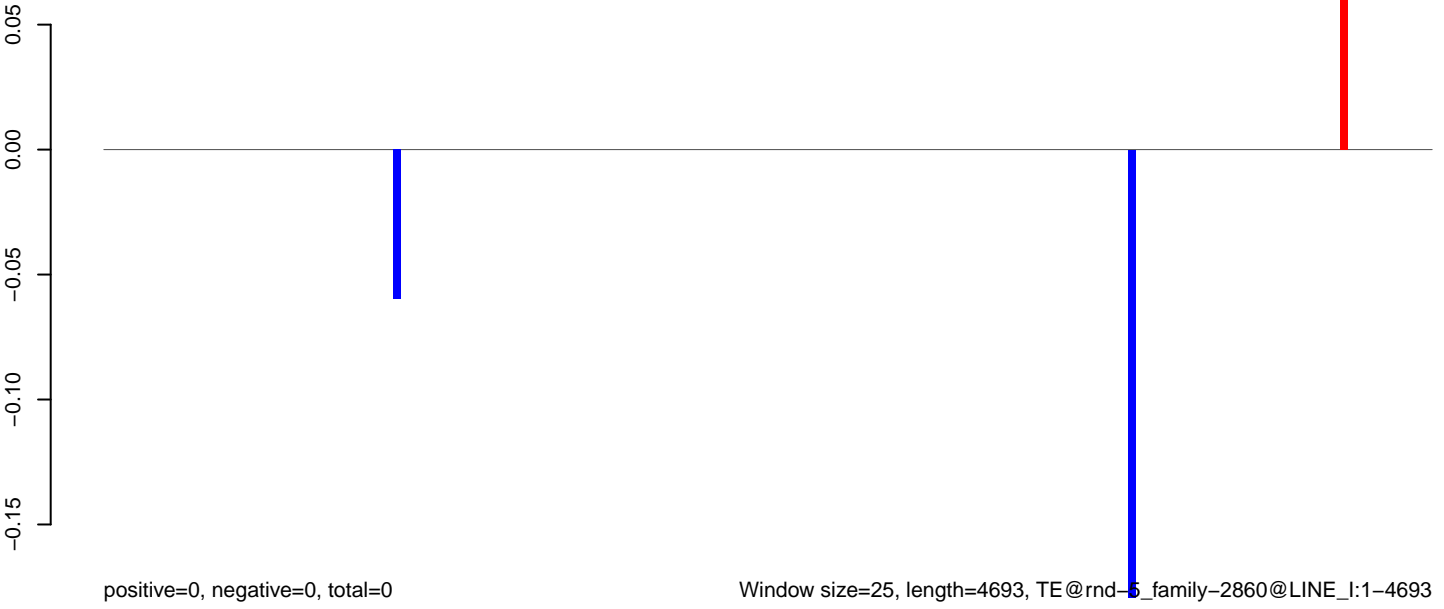 0.05
0.00
−0.05
−0.10
−0.15
positive=0, negative=0, total=0
Window size=25, length=4693, TE@rnd−5_family−2860@LINE_I:1−4693